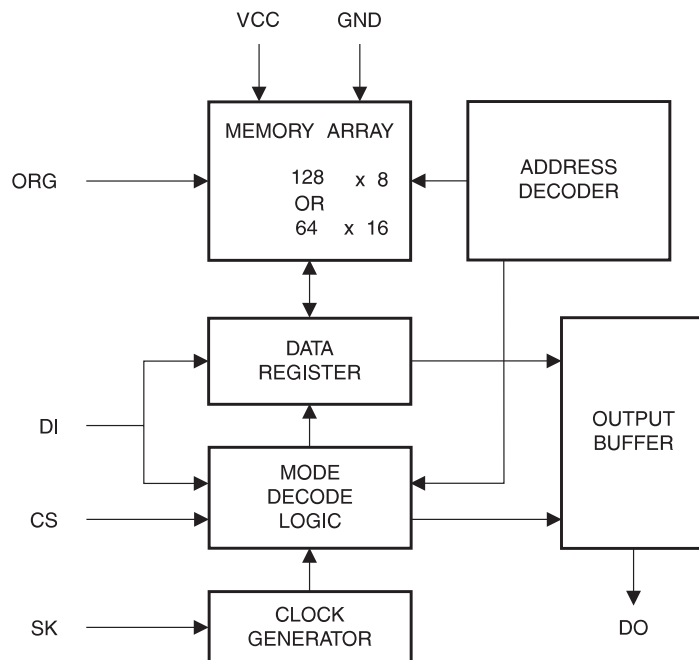 VCC
GND
MEMORY ARRAY
128 x 8
OR
64 x 16
ORG
ADDRESS
DECODER
DATA
REGISTER
DI
MODE
DECODE
LOGIC
CS
OUTPUT
BUFFER
CLOCK
GENERATOR
SK
DO